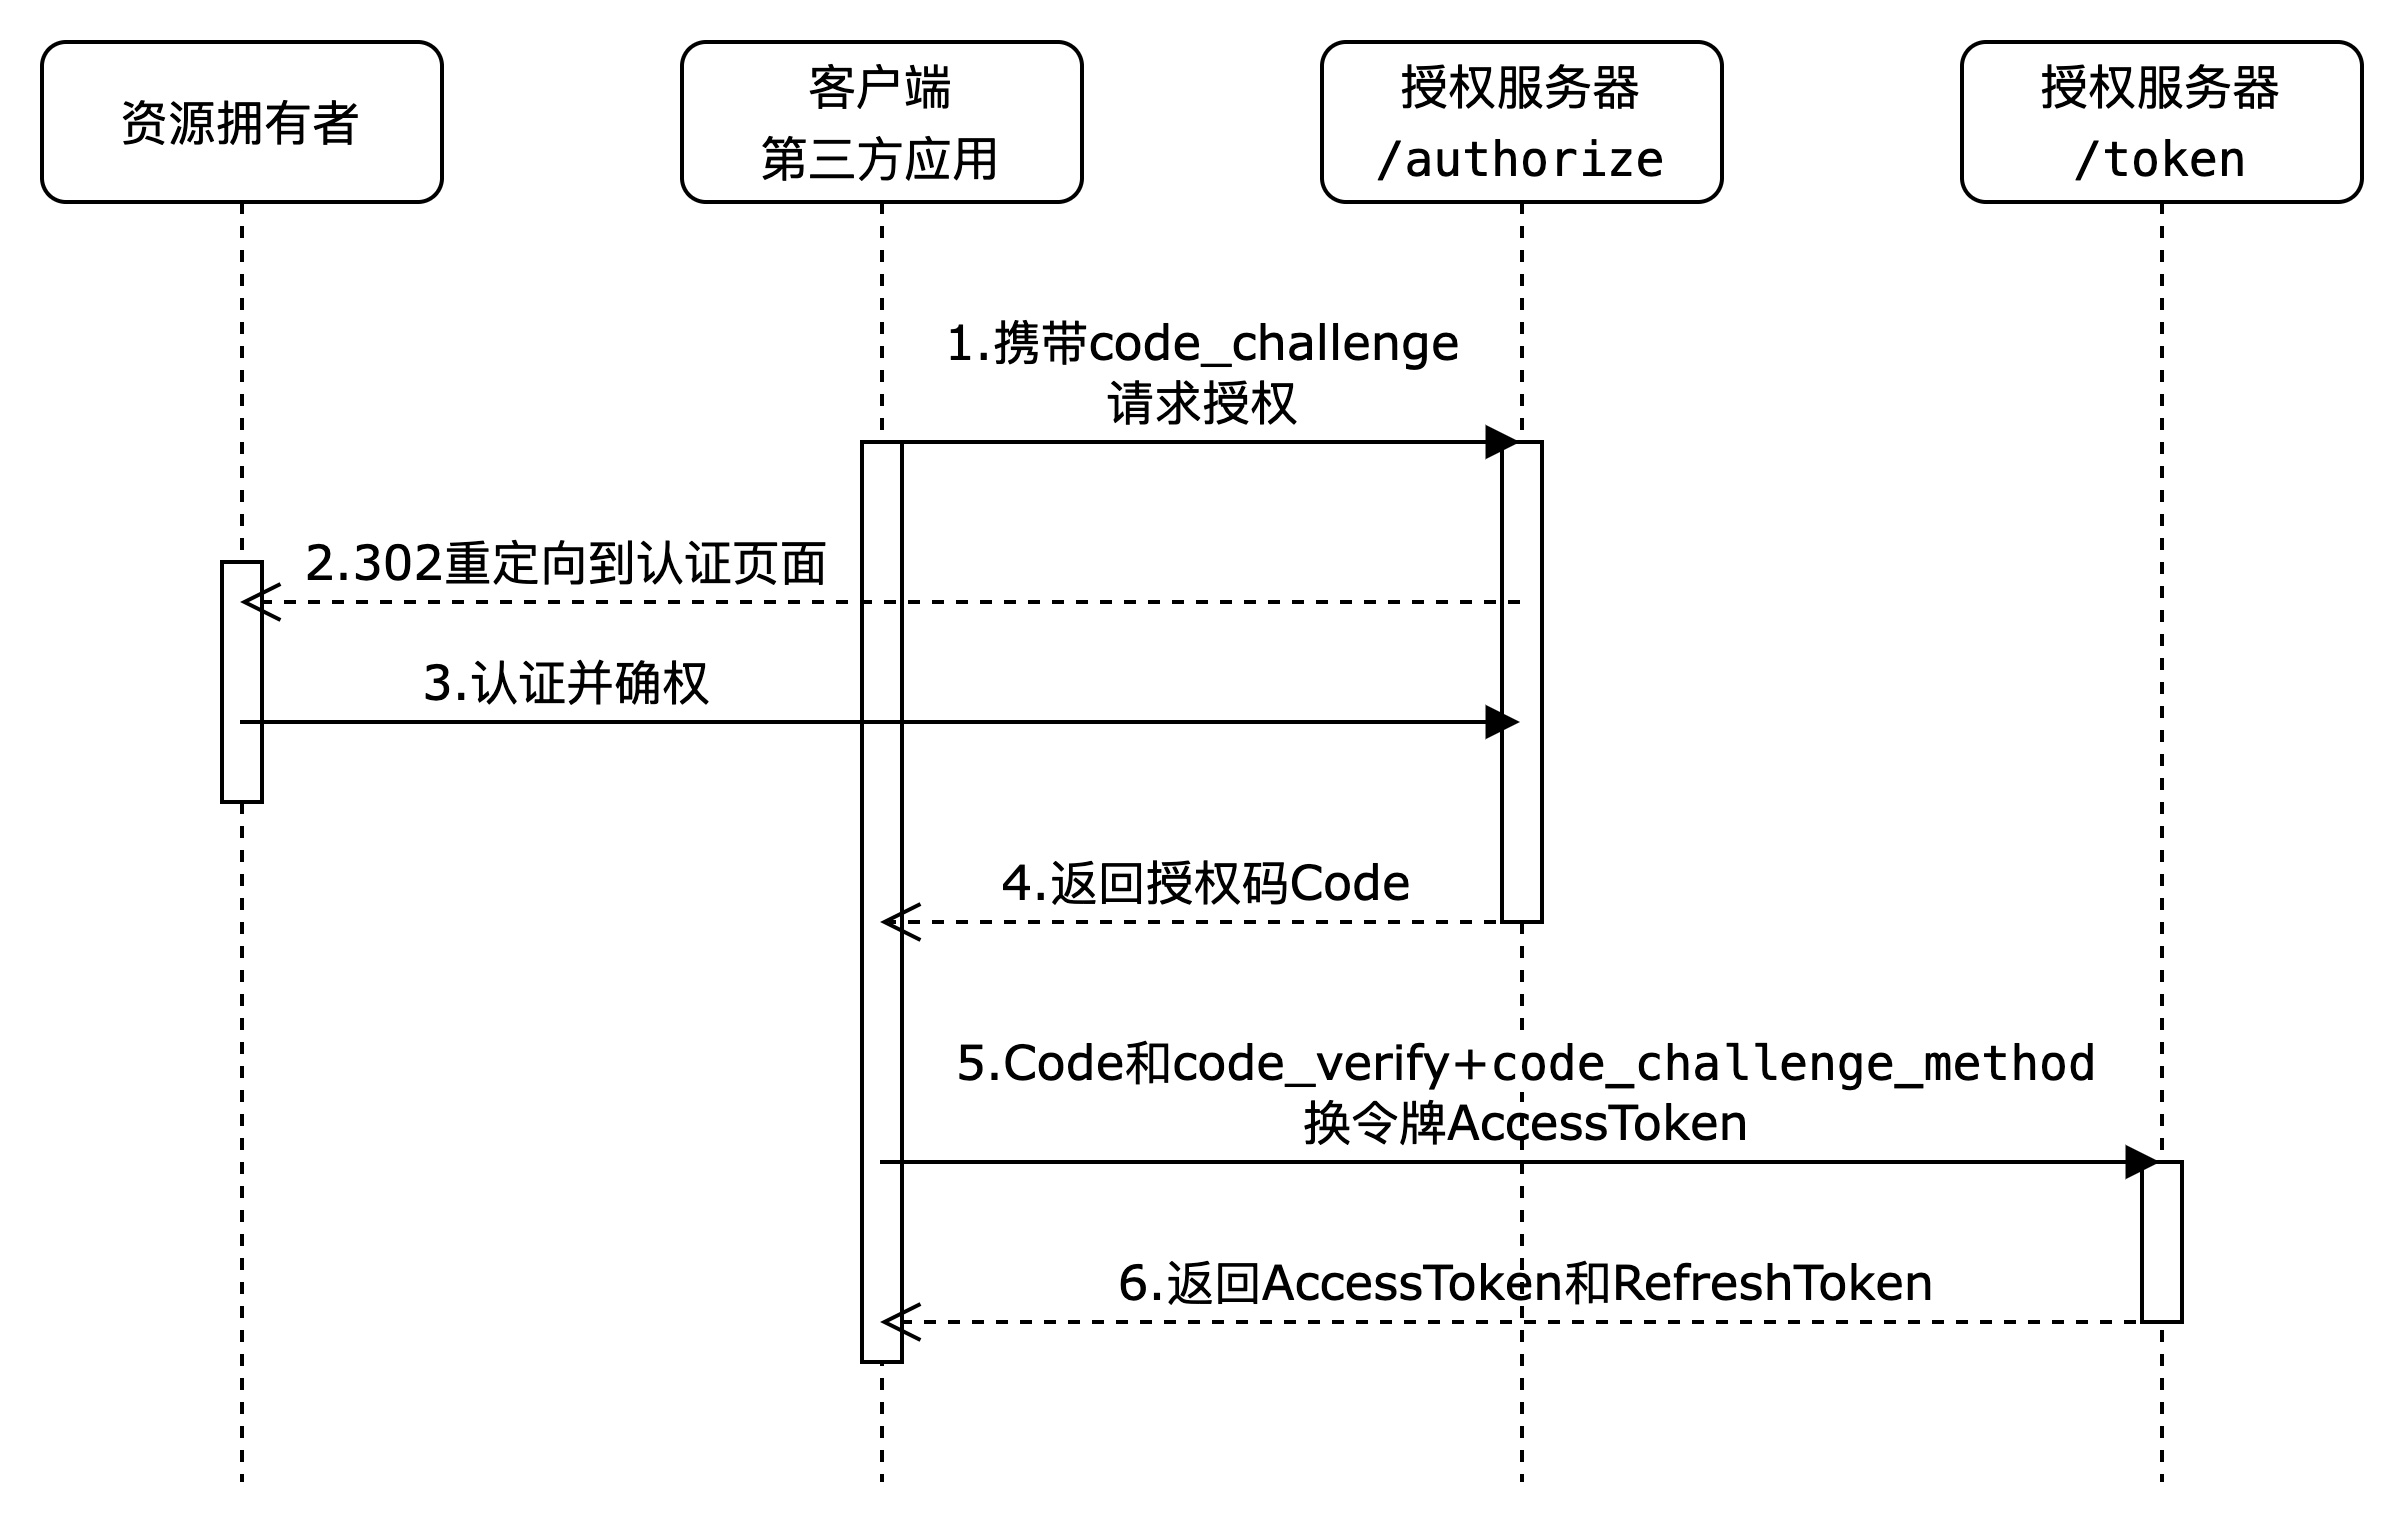 资源拥有者
客户端
第三方应用
授权服务器
/authorize
授权服务器
/token
1.携带code_challenge
请求授权
2.302重定向到认证页面
3.认证并确权
4.返回授权码Code
5.Code和code_verify+code_challenge_method
换令牌AccessToken
6.返回AccessToken和RefreshToken